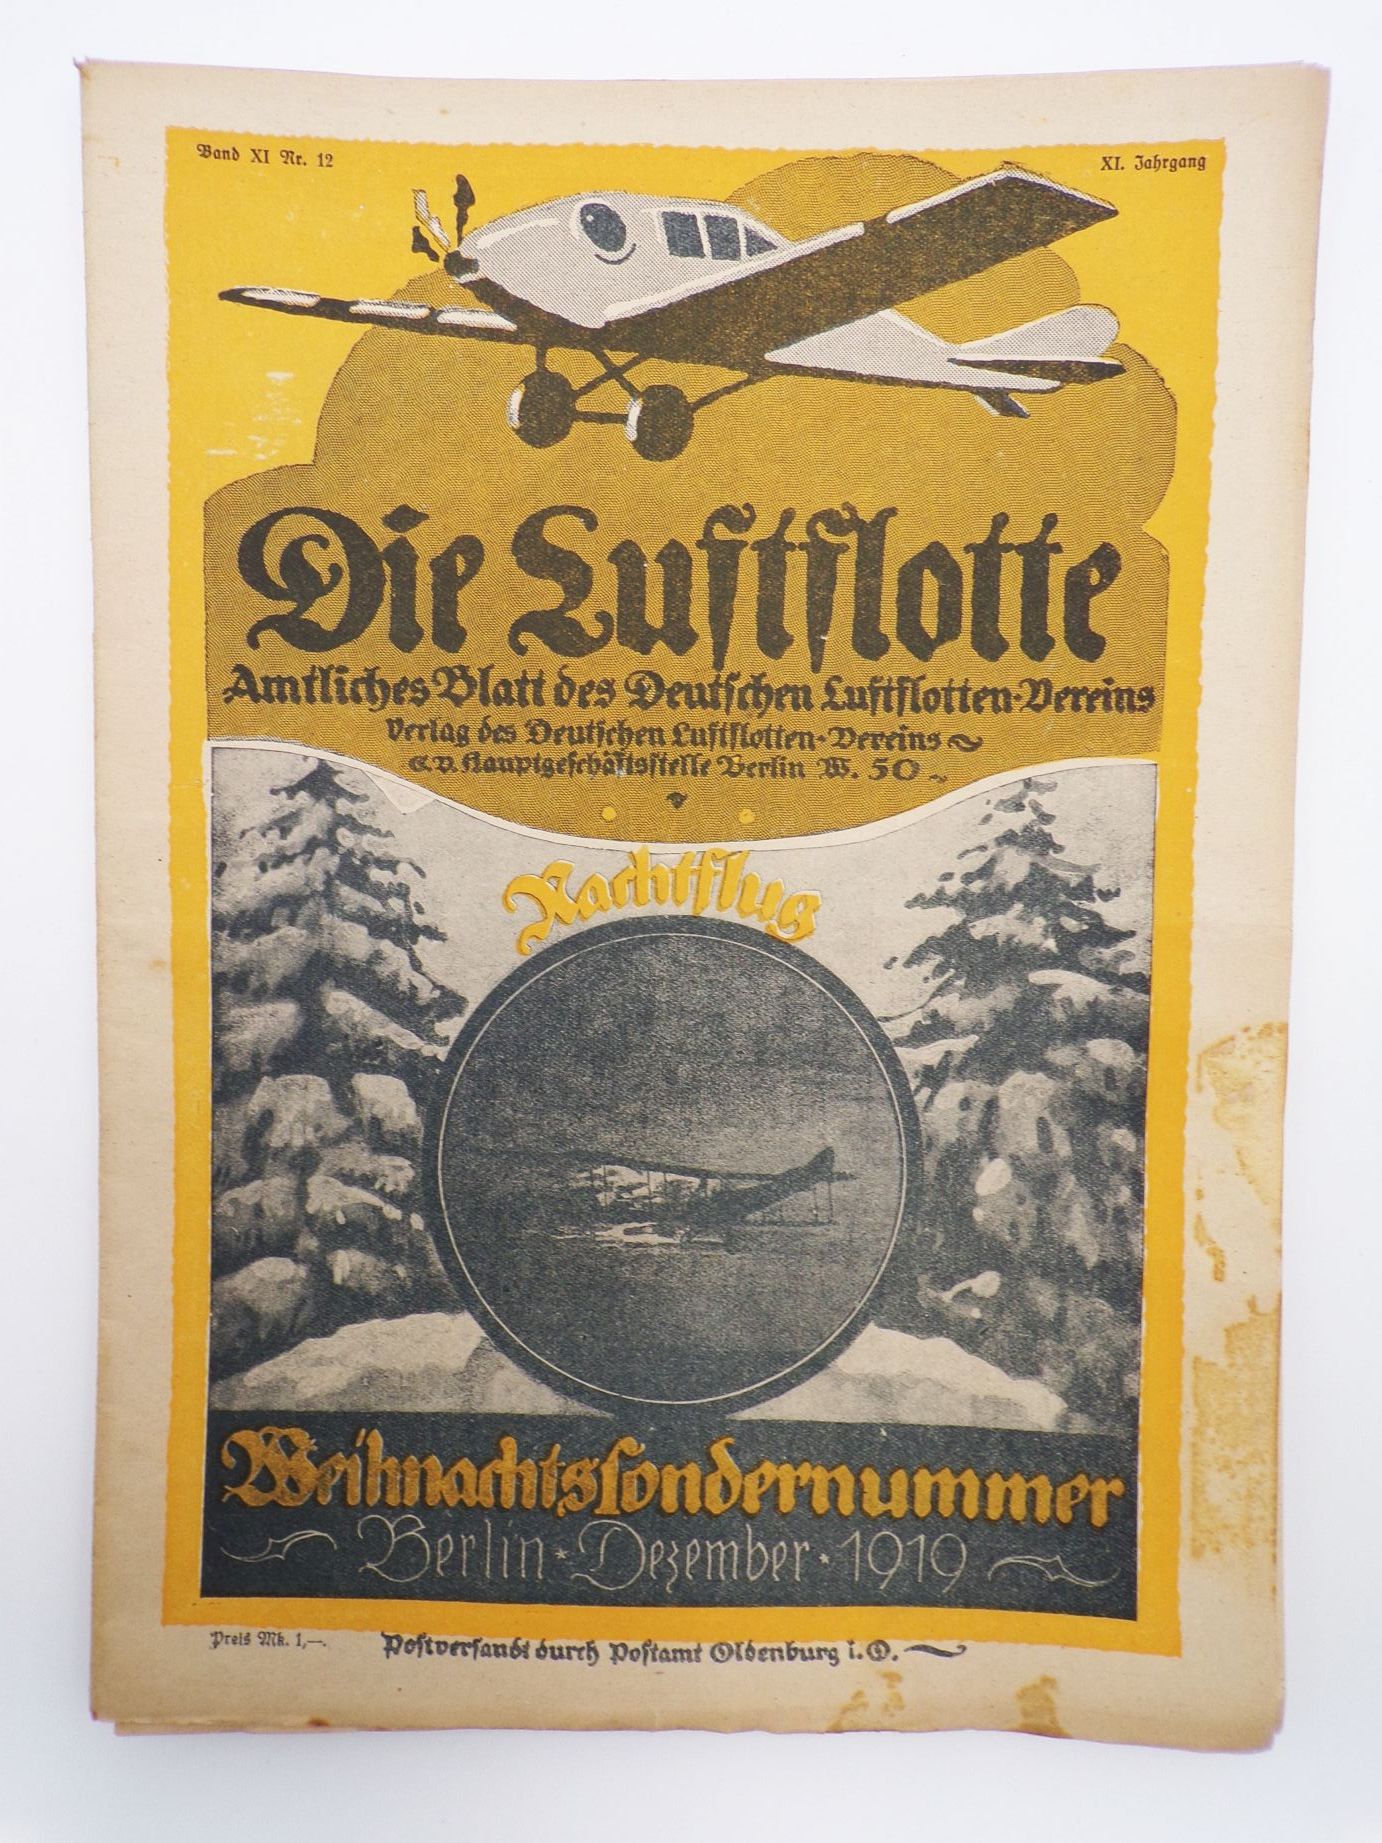 Band XI Nr. 12
XI. Jahrgang
Die Luftflotte
Amtliches Blatt des Deutschen Luftflotten-Vereins
Verlag des Deutschen Luftflotten-Vereins
E.V. Hauptgeschäftsstelle Berlin W. 50
Nachtflug
Weihnachtssondernummer
Berlin * Dezember * 1919
Preis Mk. 1,—.
Postversandt durch Postamt Oldenburg i. O.